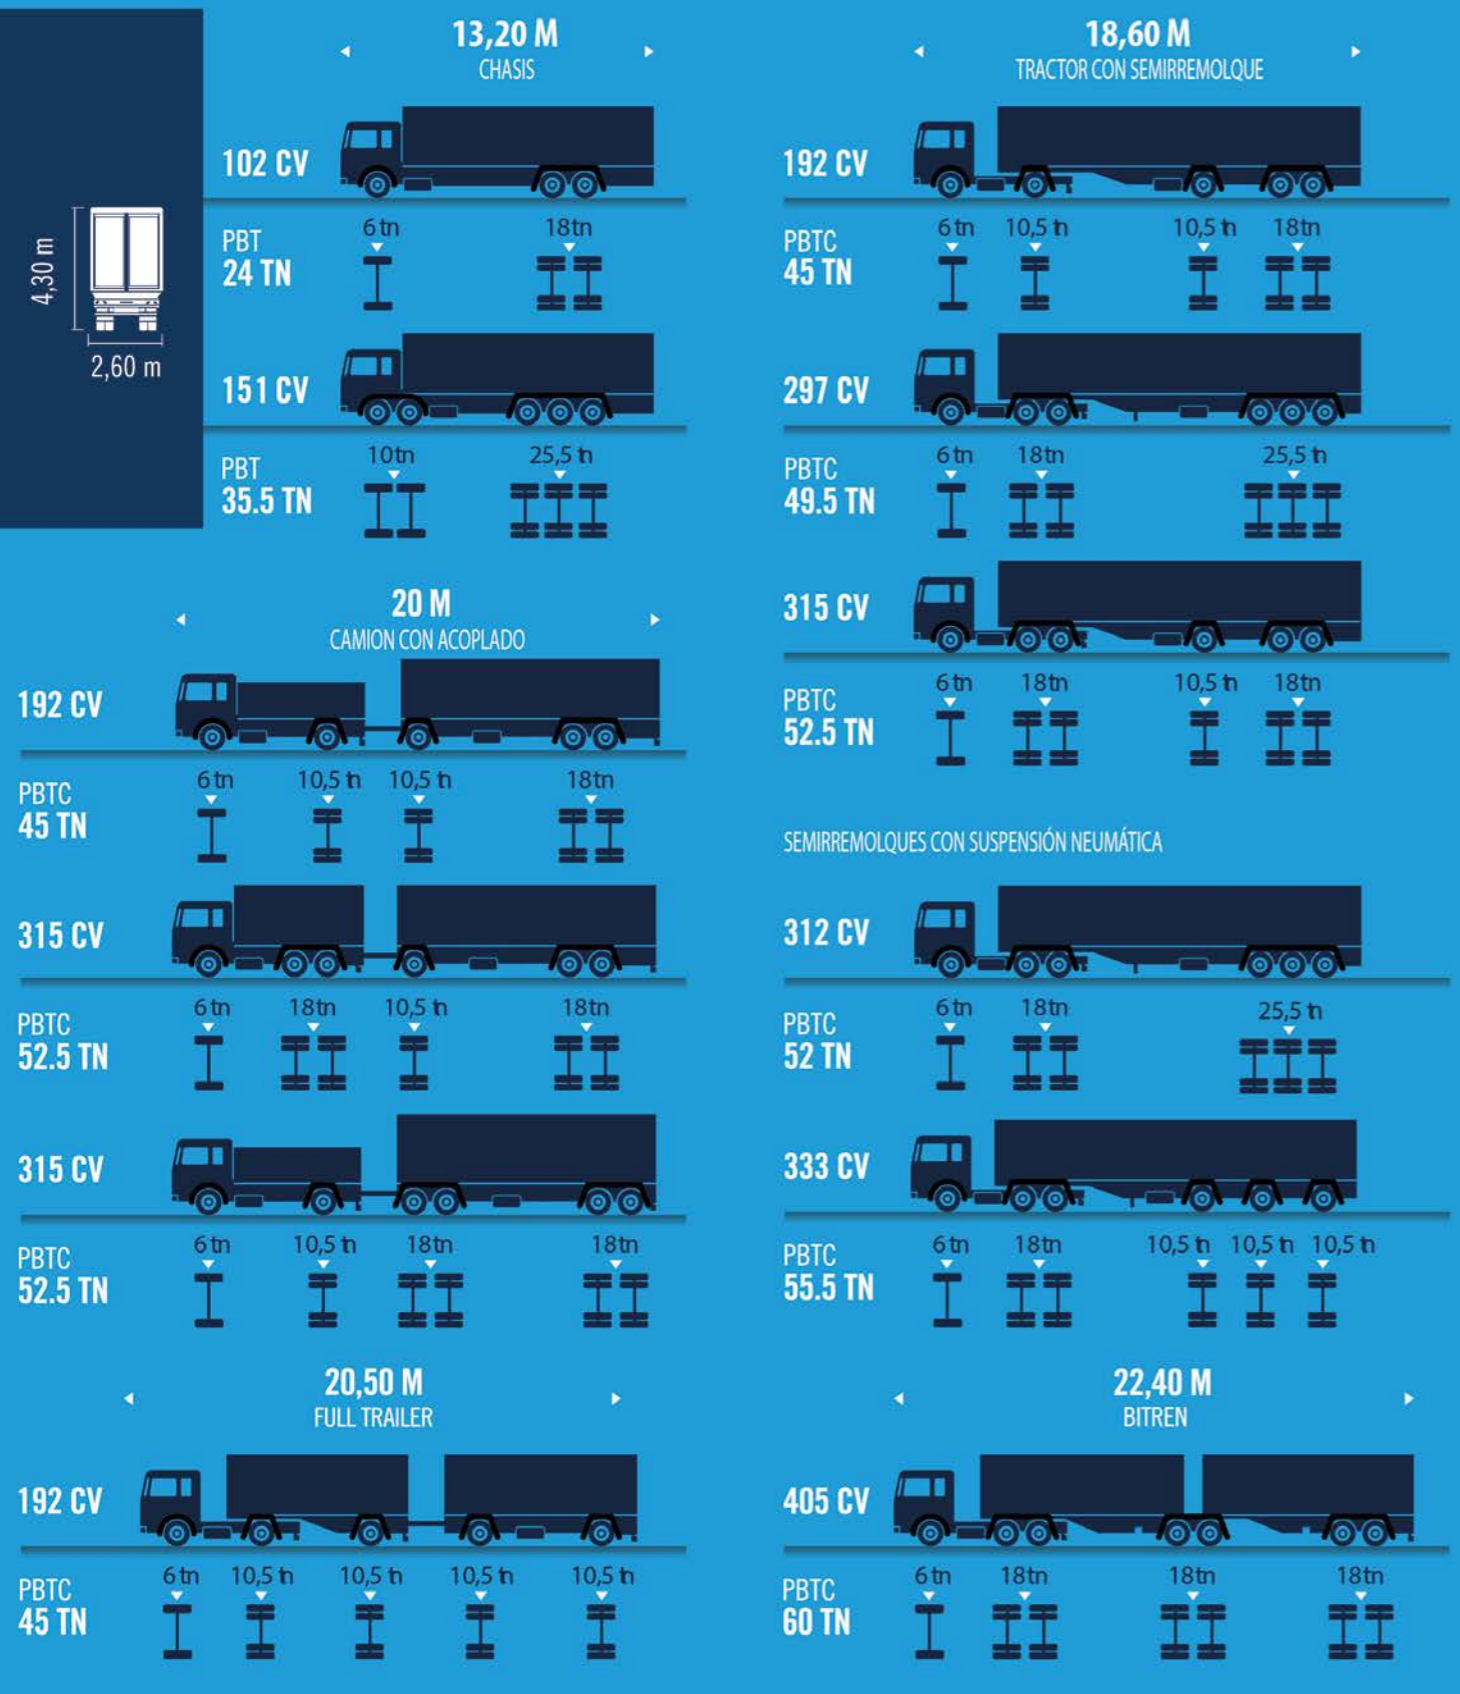 4,30 m
2,60 m
13,20 M
CHASIS
102 CV
PBT
24 TN
6 tn 18tn
151 CV
PBT
35.5 TN
10tn 25,5 tn
18,60 M
TRACTOR CON SEMIRREMOLQUE
192 CV
PBTC
45 TN
6 tn 10,5 tn 10,5 tn 18tn
297 CV
PBTC
49.5 TN
6 tn 18tn 25,5 tn
315 CV
PBTC
52.5 TN
6 tn 18tn 10,5 tn 18tn
20 M
CAMION CON ACOPLADO
192 CV
PBTC
45 TN
6 tn 10,5 tn 10,5 tn 18tn
315 CV
PBTC
52.5 TN
6 tn 18tn 10,5 tn 18tn
315 CV
PBTC
52.5 TN
6 tn 10,5 tn 18tn 18tn
SEMIRREMOLQUES CON SUSPENSIÓN NEUMÁTICA
312 CV
PBTC
52 TN
6 tn 18tn 25,5 tn
333 CV
PBTC
55.5 TN
6 tn 18tn 10,5 tn 10,5 tn 10,5 tn
20,50 M
FULL TRAILER
192 CV
PBTC
45 TN
6 tn 10,5 tn 10,5 tn 10,5 tn 10,5 tn
22,40 M
BITREN
405 CV
PBTC
60 TN
6 tn 18tn 18tn 18tn